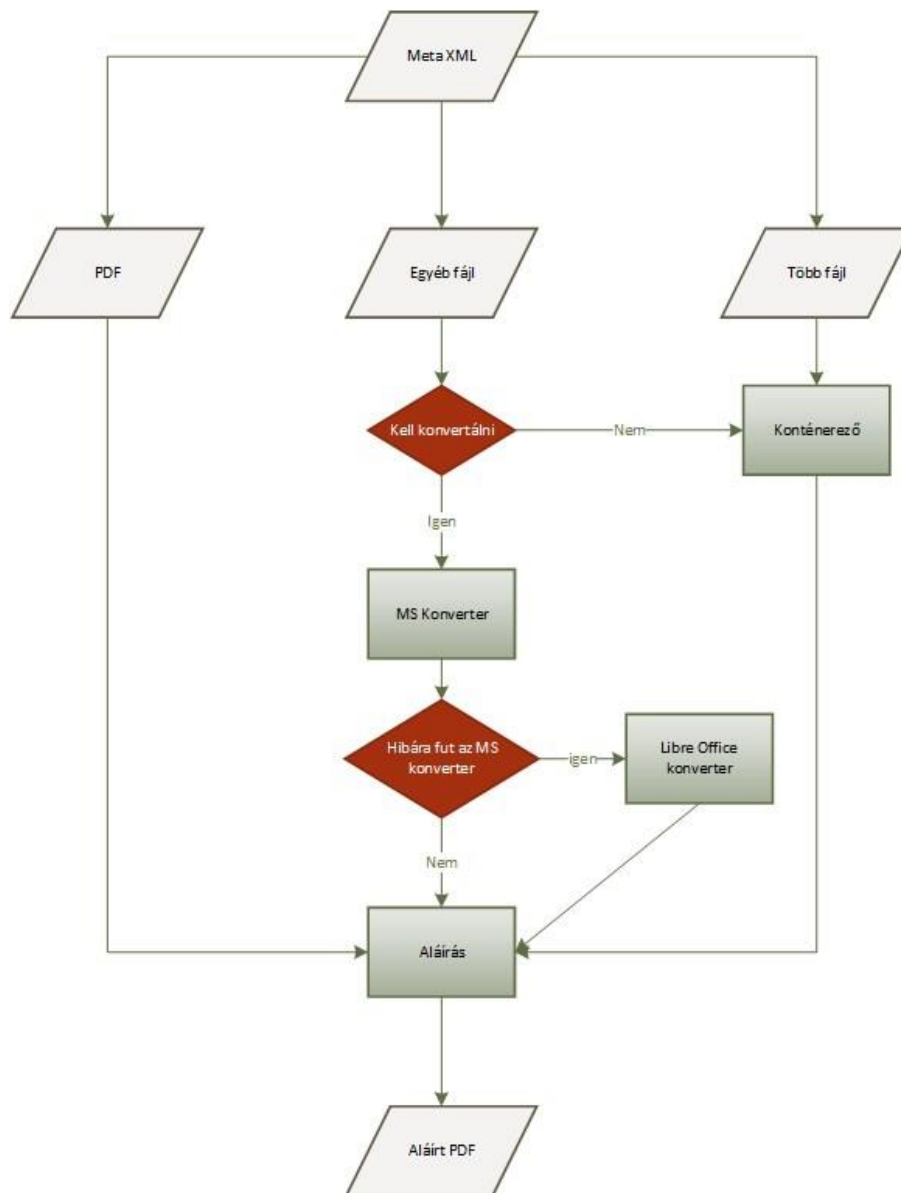 Meta XML
PDF
Egyéb fájl
Több fájl
Kell konvertálni
Nem
Konténerező
Igen
MS Konverter
Hibára fut az MS
konverter
igen
Libre Office
konverter
Nem
Aláírás
Aláírt PDF